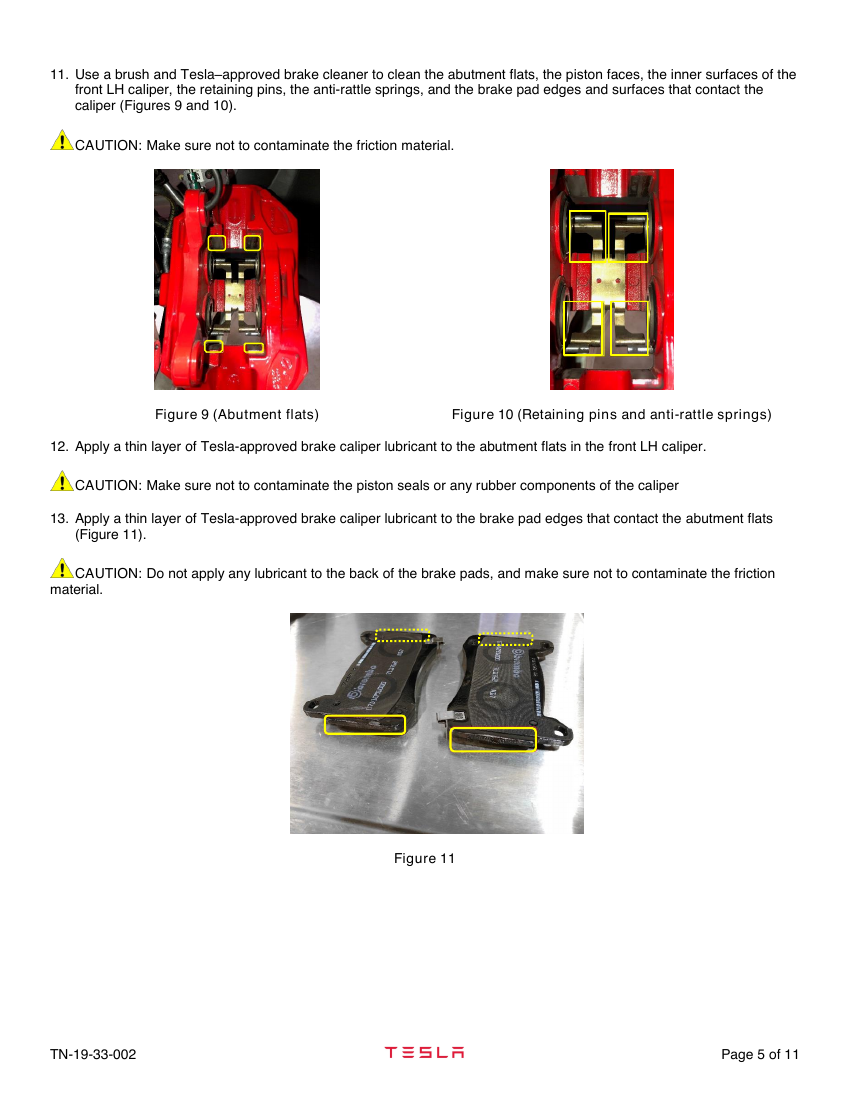 11. Use a brush and Tesla–approved brake cleaner to clean the abutment flats, the piston faces, the inner surfaces of the
front LH caliper, the retaining pins, the anti-rattle springs, and the brake pad edges and surfaces that contact the
caliper (Figures 9 and 10).
CAUTION: Make sure not to contaminate the friction material.
Figure 9 (Abutment flats)
Figure 10 (Retaining pins and anti-rattle springs)
12. Apply a thin layer of Tesla-approved brake caliper lubricant to the abutment flats in the front LH caliper.
CAUTION: Make sure not to contaminate the piston seals or any rubber components of the caliper
13. Apply a thin layer of Tesla-approved brake caliper lubricant to the brake pad edges that contact the abutment flats
(Figure 11).
CAUTION: Do not apply any lubricant to the back of the brake pads, and make sure not to contaminate the friction
material.
brembo
brembo
Figure 11
TN-19-33-002
TESLA
Page 5 of 11